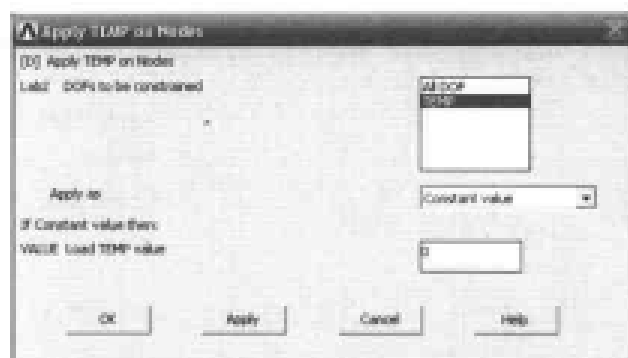 Apply TEMP on Nodes
[D] Apply TEMP on Nodes
Lab2 DOFs to be constrained
All DOF
TEMP
Apply as
Constant value
If Constant value then:
VALUE Load TEMP value
0
OK
Apply
Cancel
Help